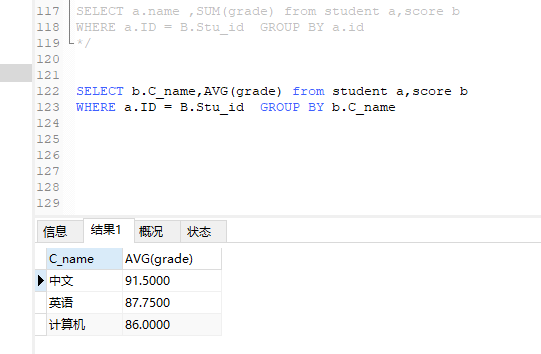 117 SELECT a.name ,SUM(grade) from student a,score b
118 WHERE a.ID = B.Stu_id  GROUP BY a.id
119 */
120
121
122 SELECT b.C_name,AVG(grade) from student a,score b
123 WHERE a.ID = B.Stu_id  GROUP BY b.C_name
124
125
126
127
128
129
信息 结果1 概况 状态
C_name AVG(grade)
中文 91.5000
英语 87.7500
计算机 86.0000